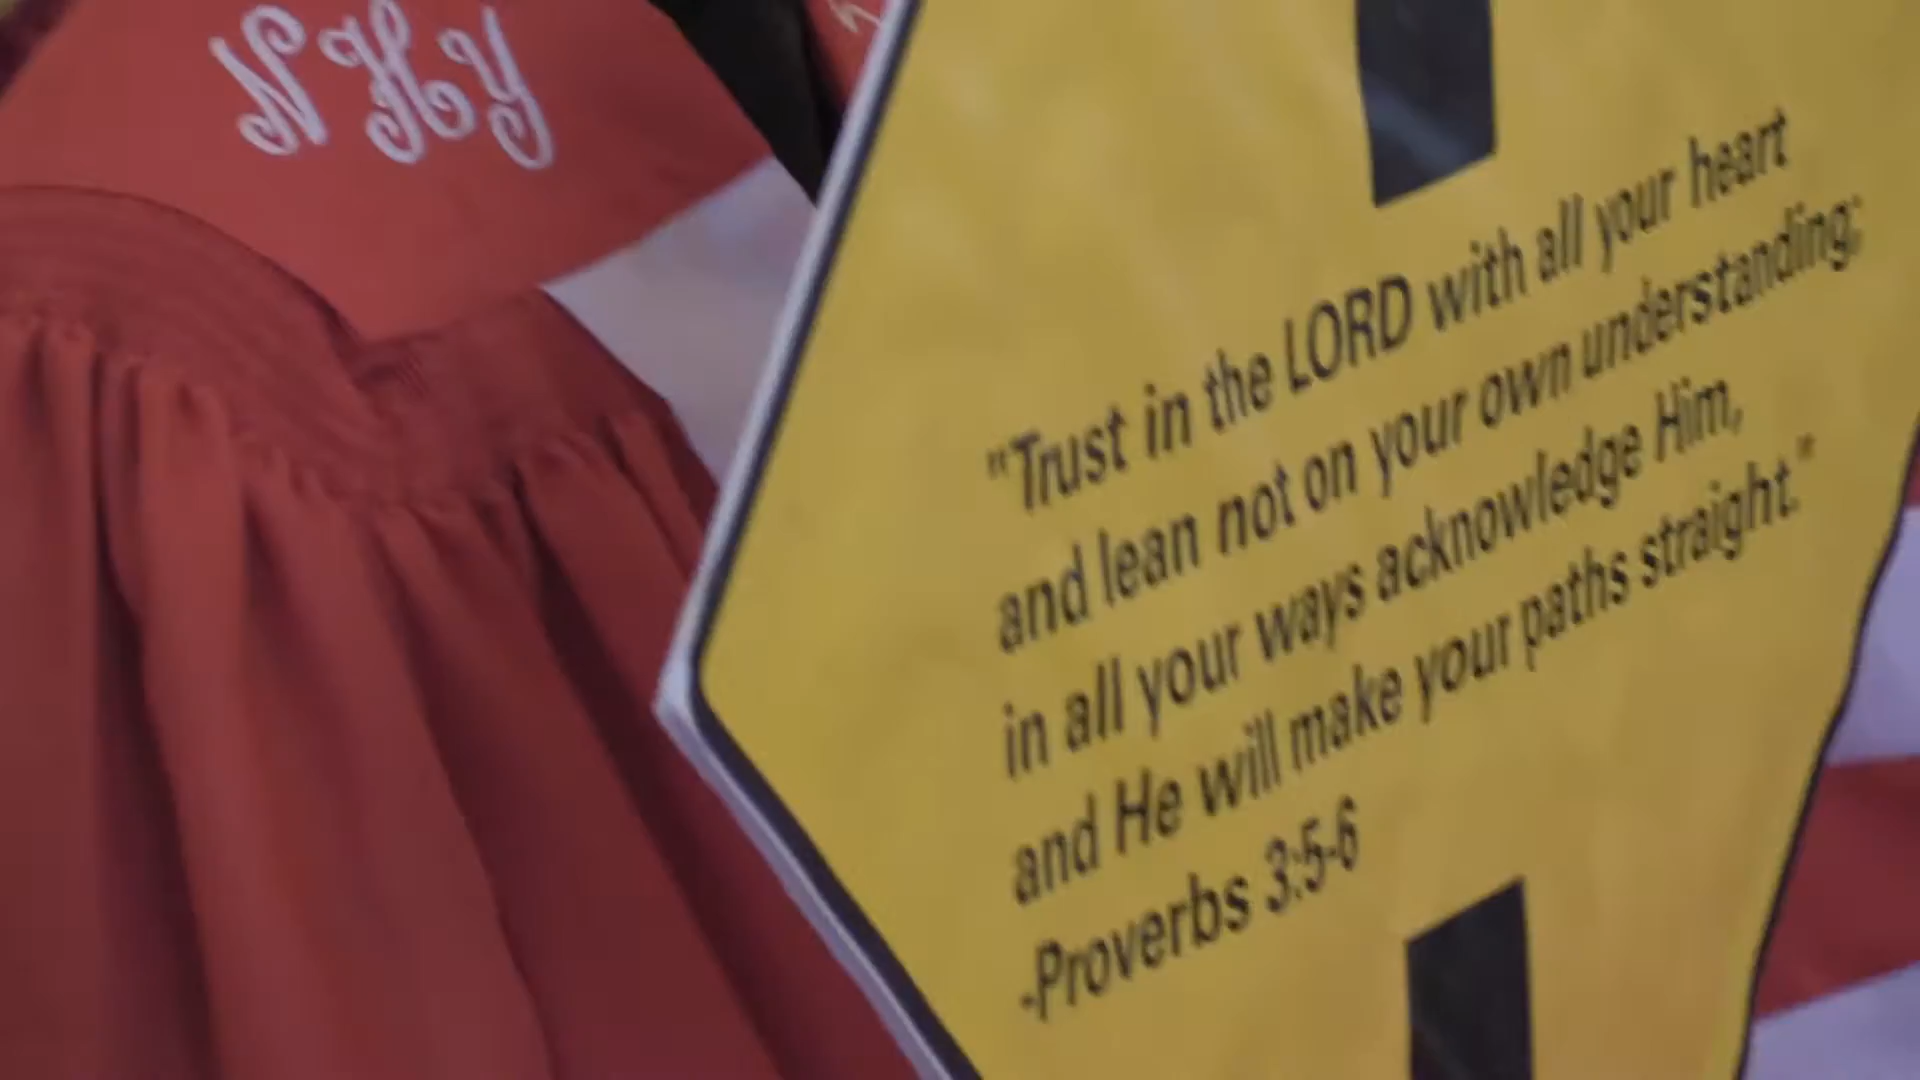 NHY
"Trust in the LORD with all your heart
and lean not on your own understanding;
in all your ways acknowledge Him,
and He will make your paths straight."
-Proverbs 3:5-6